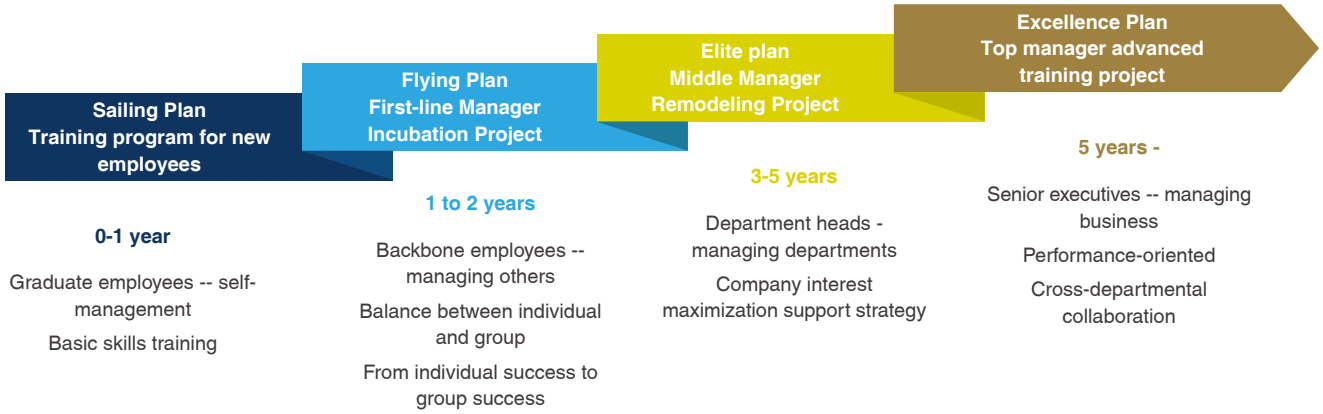 Sailing Plan
Training program for new
employees
0-1 year
Graduate employees -- self-
management
Basic skills training
Flying Plan
First-line Manager
Incubation Project
1 to 2 years
Backbone employees --
managing others
Balance between individual
and group
From individual success to
group success
Elite plan
Middle Manager
Remodeling Project
3-5 years
Department heads -
managing departments
Company interest
maximization support strategy
Excellence Plan
Top manager advanced
training project
5 years -
Senior executives -- managing
business
Performance-oriented
Cross-departmental
collaboration